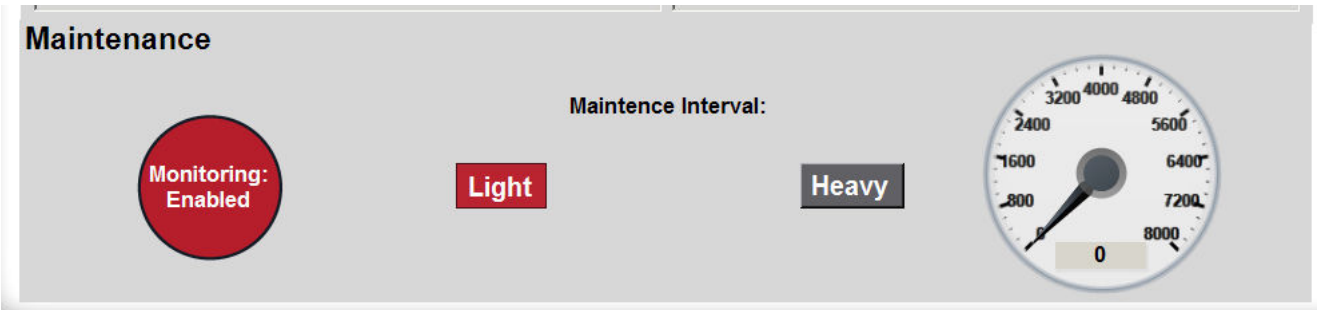 Maintenance
Maintence Interval:
Monitoring:
Enabled
Light
Heavy
0
800
1600
2400
3200
4000
4800
5600
6400
7200
8000
0